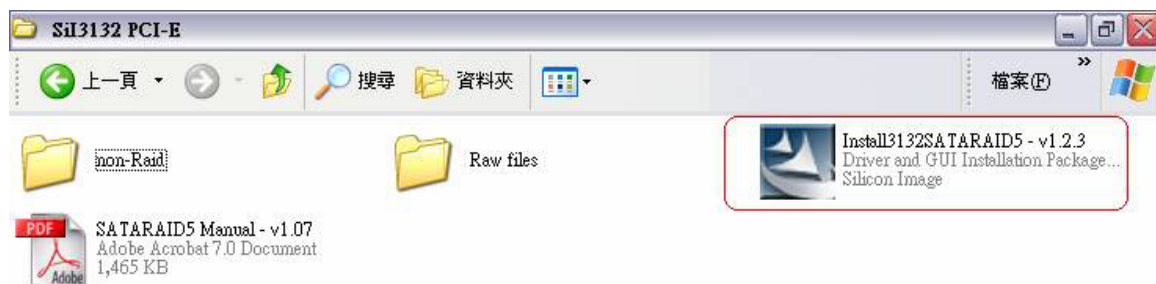 SiI3132 PCI-E
上一頁
搜尋
資料夾
檔案(F)
»
non-Raid
Raw files
Install3132SATARAID5 - v1.2.3
Driver and GUI Installation Package...
Silicon Image
PDF
Adobe
SATARAID5 Manual - v1.07
Adobe Acrobat 7.0 Document
1,465 KB